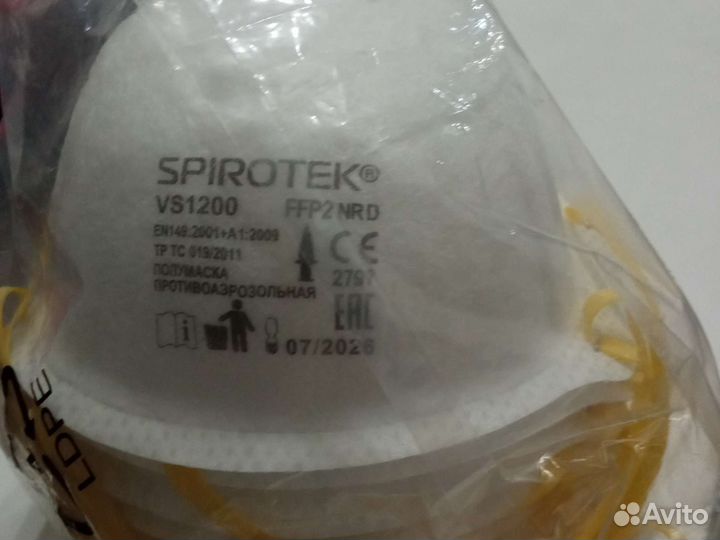 SPIROTEK®
VS1200 FFP2 NRD
EN149:2001+A1:2009
ТР ТС 019/2011
CE
ПОЛУМАСКА 2797
ПРОТИВОАЭРОЗОЛЬНАЯ
EAC
07/2026
LDPE
Avito